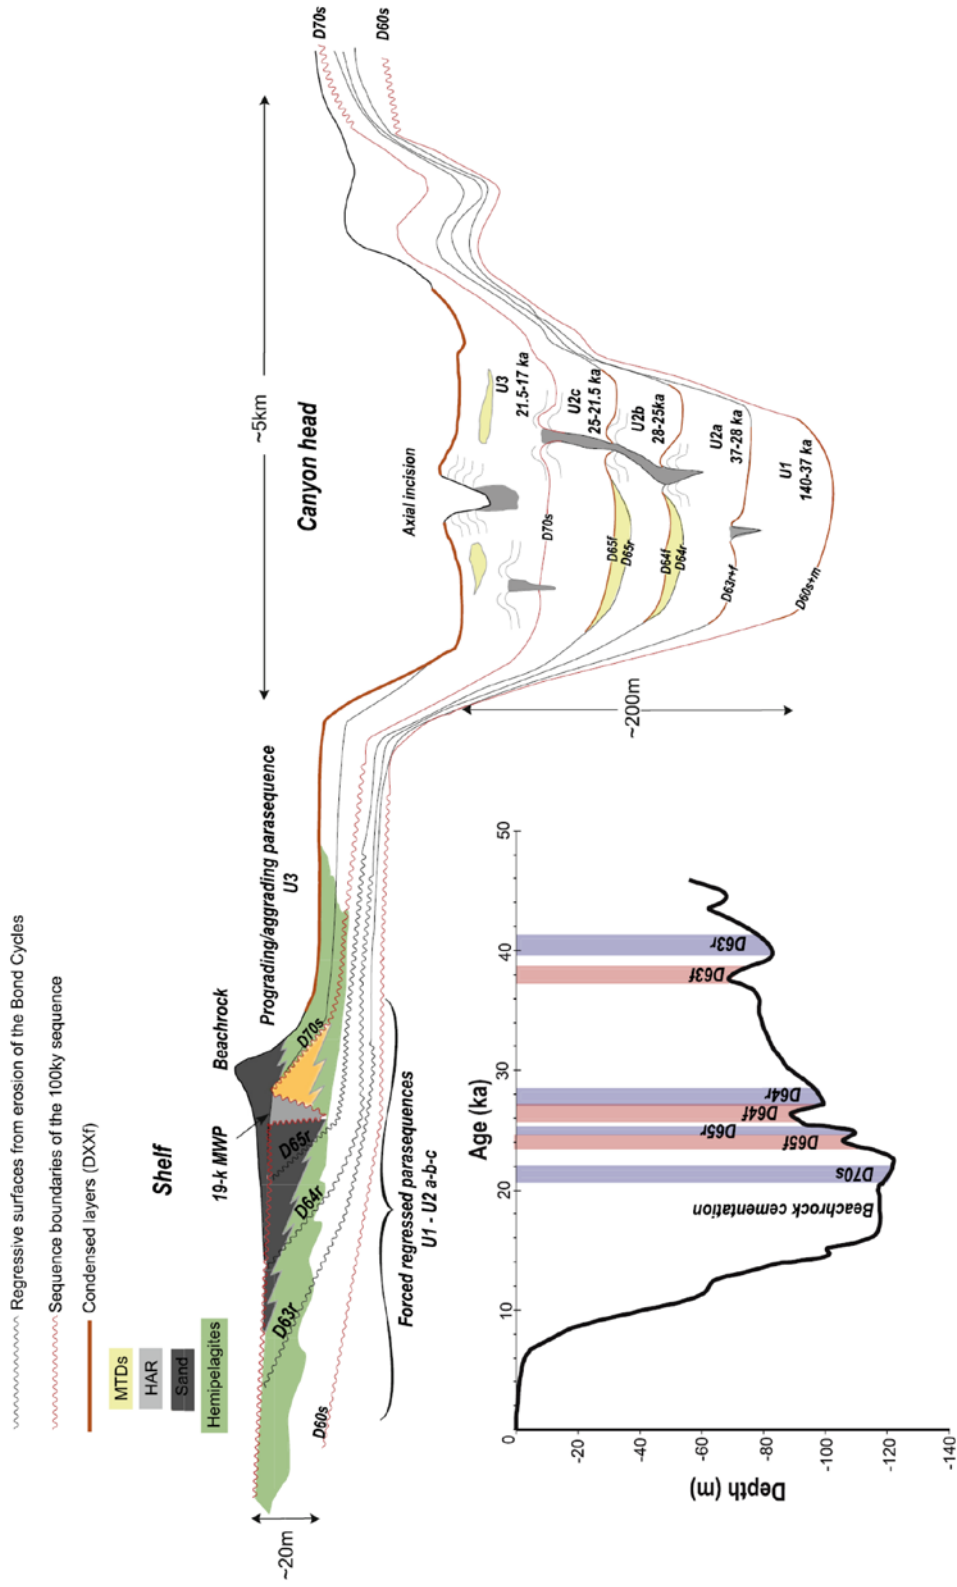 Regressive surfaces from erosion of the Bond Cycles
Sequence boundaries of the 100ky sequence
Condensed layers (DXXf)
MTDs
HAR
Sand
Hemipelagites
Shelf
19-k MWP
Beachrock
Prograding/aggrading parasequence
U3
Canyon head
~5km
D70s
D60s
~20m
D63r
D64r
D65r
D70s
D60s
Forced regressed parasequences
U1 - U2 a-b-c
Axial incision
U3
21.5-17 ka
D70s
U2c
25-21.5 ka
D65f
D65r
U2b
28-25ka
D64f
D64r
U2a
37-28 ka
D63r+f
U1
140-37 ka
D60s+m
~200m
Age (ka)
0
10
20
30
40
50
Depth (m)
0
-20
-40
-60
-80
-100
-120
-140
Beachrock cementation
D70s
D65f
D65r
D64f
D64r
D63f
D63r